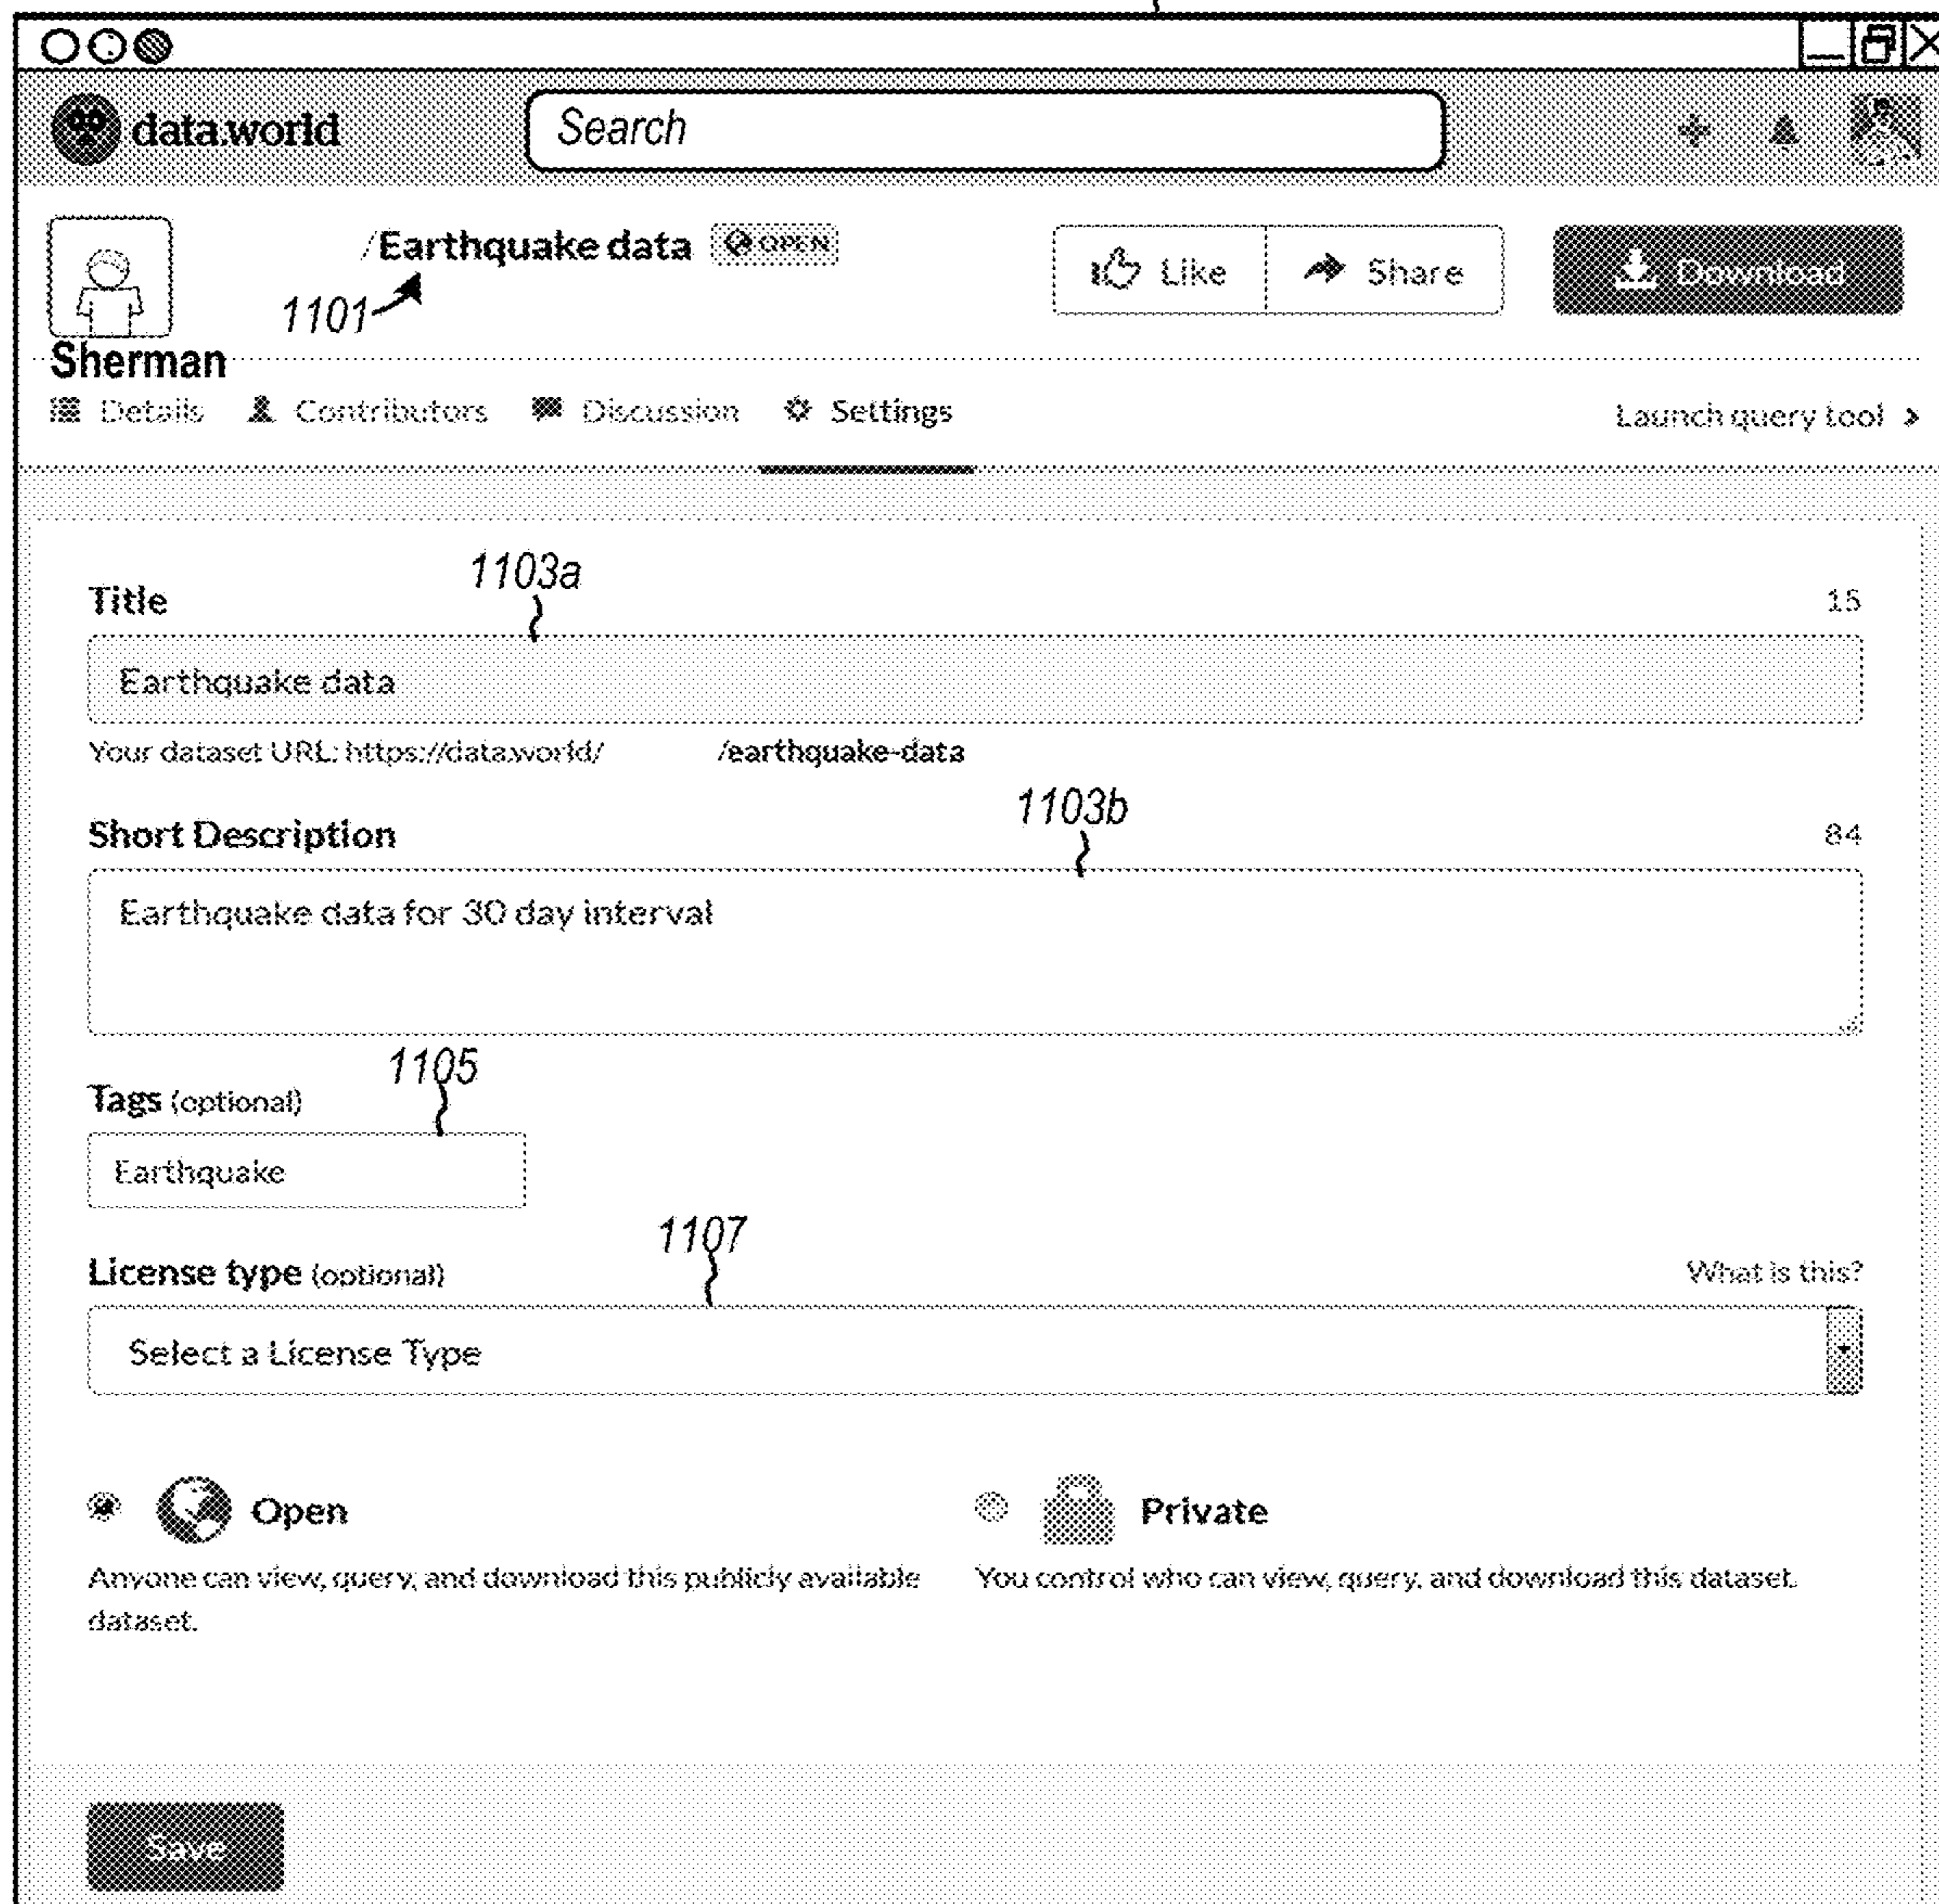 data.world Search
/Earthquake data OPEN Like Share Download
1101
Sherman
Details Contributors Discussion Settings Launch query tool >
1103a
Title 15
Earthquake data
Your dataset URL: https://data.world/ /earthquake-data
1103b
Short Description 84
Earthquake data for 30 day interval
1105
Tags (optional)
Earthquake
1107
License type (optional) What is this?
Select a License Type
Open Private
Anyone can view, query, and download this publicly available You control who can view, query, and download this dataset.
dataset.
Save